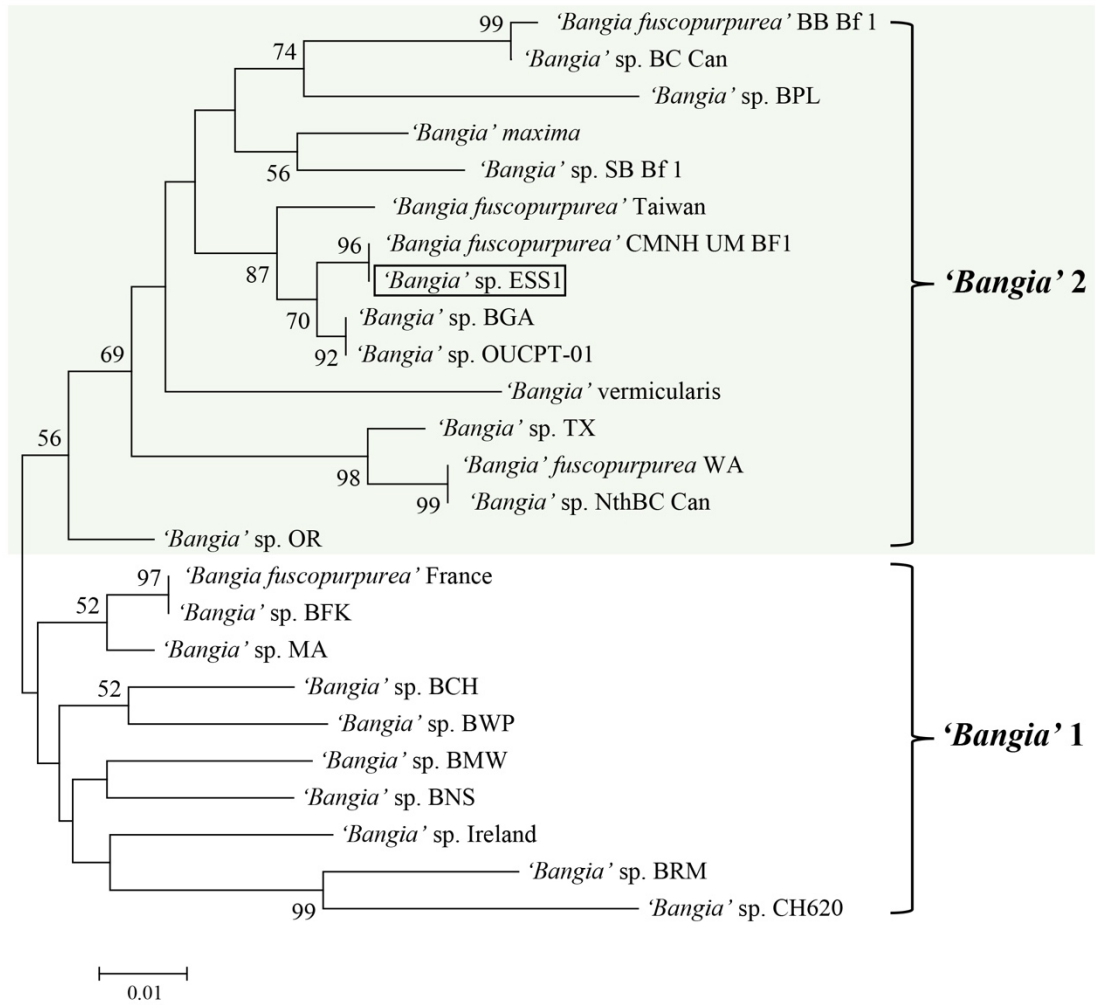 99
‘Bangia fuscopurpurea’ BB Bf 1
‘Bangia’ sp. BC Can
74
‘Bangia’ sp. BPL
‘Bangia’ maxima
56
‘Bangia’ sp. SB Bf 1
‘Bangia fuscopurpurea’ Taiwan
87
96
‘Bangia fuscopurpurea’ CMNH UM BF1
‘Bangia’ sp. ESS1
70
‘Bangia’ sp. BGA
92
‘Bangia’ sp. OUCPT-01
69
‘Bangia’ vermicularis
‘Bangia’ sp. TX
98
‘Bangia’ fuscopurpurea WA
99
‘Bangia’ sp. NthBC Can
56
‘Bangia’ sp. OR
‘Bangia’ 2
97
‘Bangia fuscopurpurea’ France
‘Bangia’ sp. BFK
52
‘Bangia’ sp. MA
52
‘Bangia’ sp. BCH
‘Bangia’ sp. BWP
‘Bangia’ sp. BMW
‘Bangia’ sp. BNS
‘Bangia’ sp. Ireland
‘Bangia’ sp. BRM
99
‘Bangia’ sp. CH620
‘Bangia’ 1
0.01